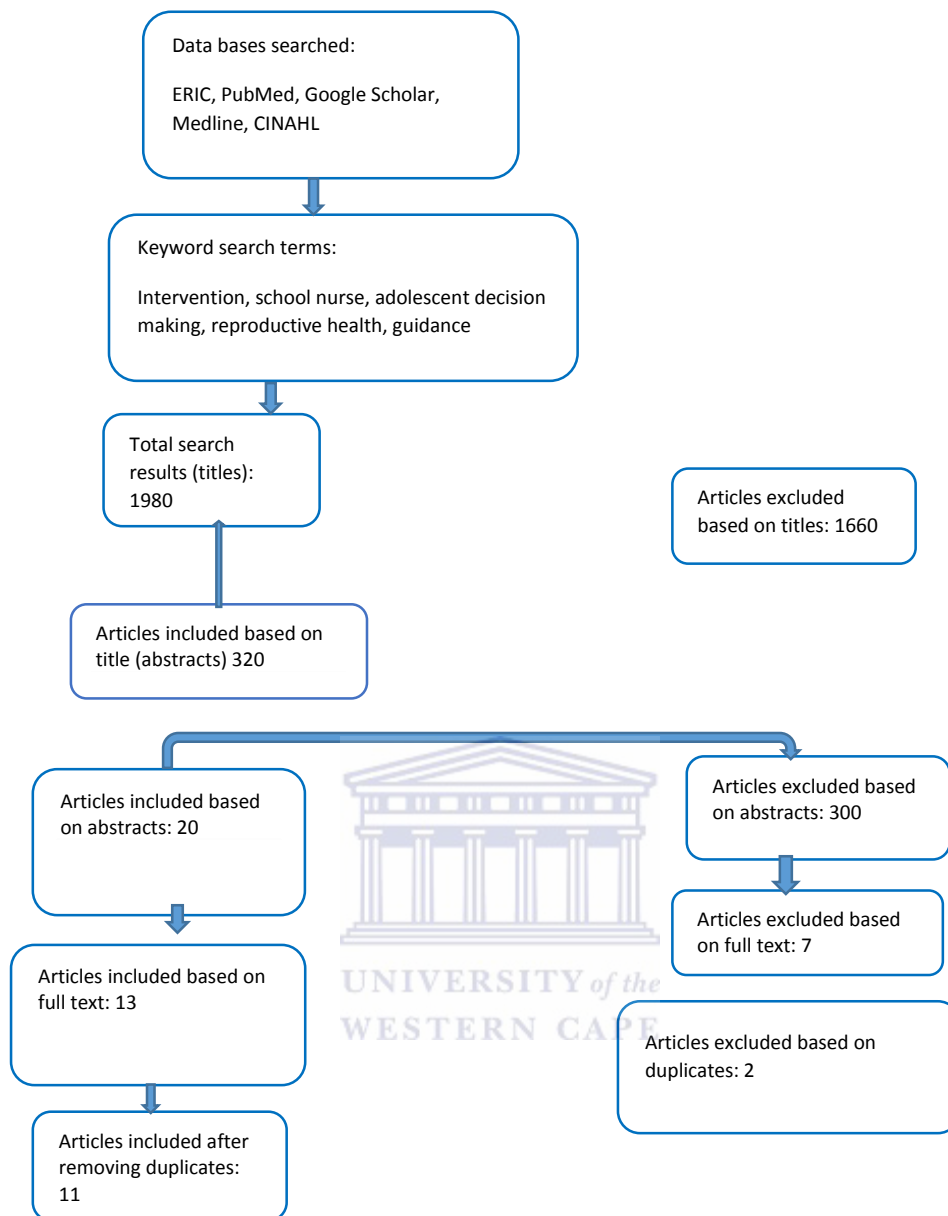 Data bases searched:
ERIC, PubMed, Google Scholar,
Medline, CINAHL
Keyword search terms:
Intervention, school nurse, adolescent decision
making, reproductive health, guidance
Total search
results (titles):
1980
Articles excluded
based on titles: 1660
Articles included based on
title (abstracts) 320
Articles included based
on abstracts: 20
Articles excluded based on
abstracts: 300
Articles excluded based on
full text: 7
Articles included based on
full text: 13
UNIVERSITY of the
WESTERN CAPE
Articles excluded based on
duplicates: 2
Articles included after
removing duplicates:
11